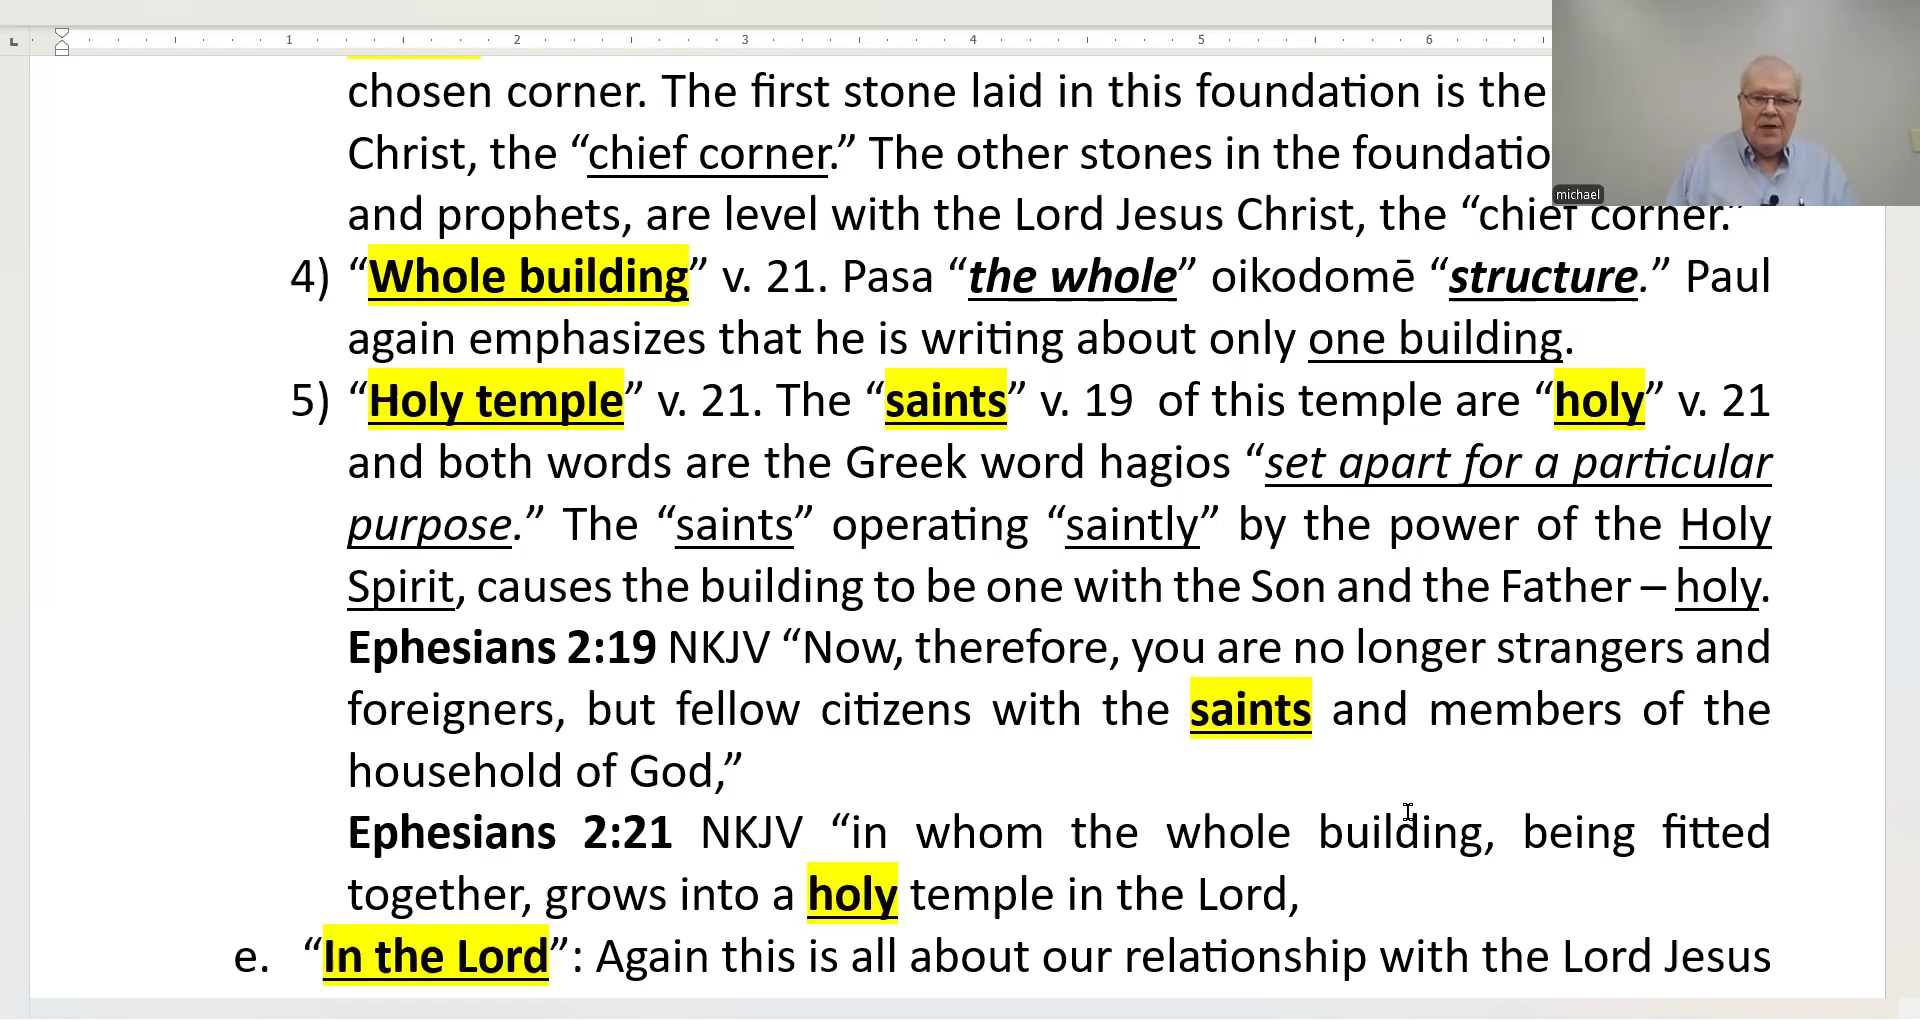 1 2 3 4 5 6
chosen corner. The first stone laid in this foundation is the
Christ, the “chief corner.” The other stones in the foundatio
and prophets, are level with the Lord Jesus Christ, the “chief corner.”
michael
4) “Whole building” v. 21. Pasa “the whole” oikodomē “structure.” Paul
again emphasizes that he is writing about only one building.
5) “Holy temple” v. 21. The “saints” v. 19 of this temple are “holy” v. 21
and both words are the Greek word hagios “set apart for a particular
purpose.” The “saints” operating “saintly” by the power of the Holy
Spirit, causes the building to be one with the Son and the Father – holy.
Ephesians 2:19 NKJV “Now, therefore, you are no longer strangers and
foreigners, but fellow citizens with the saints and members of the
household of God,”
Ephesians 2:21 NKJV “in whom the whole building, being fitted
together, grows into a holy temple in the Lord,
e. “In the Lord”: Again this is all about our relationship with the Lord Jesus